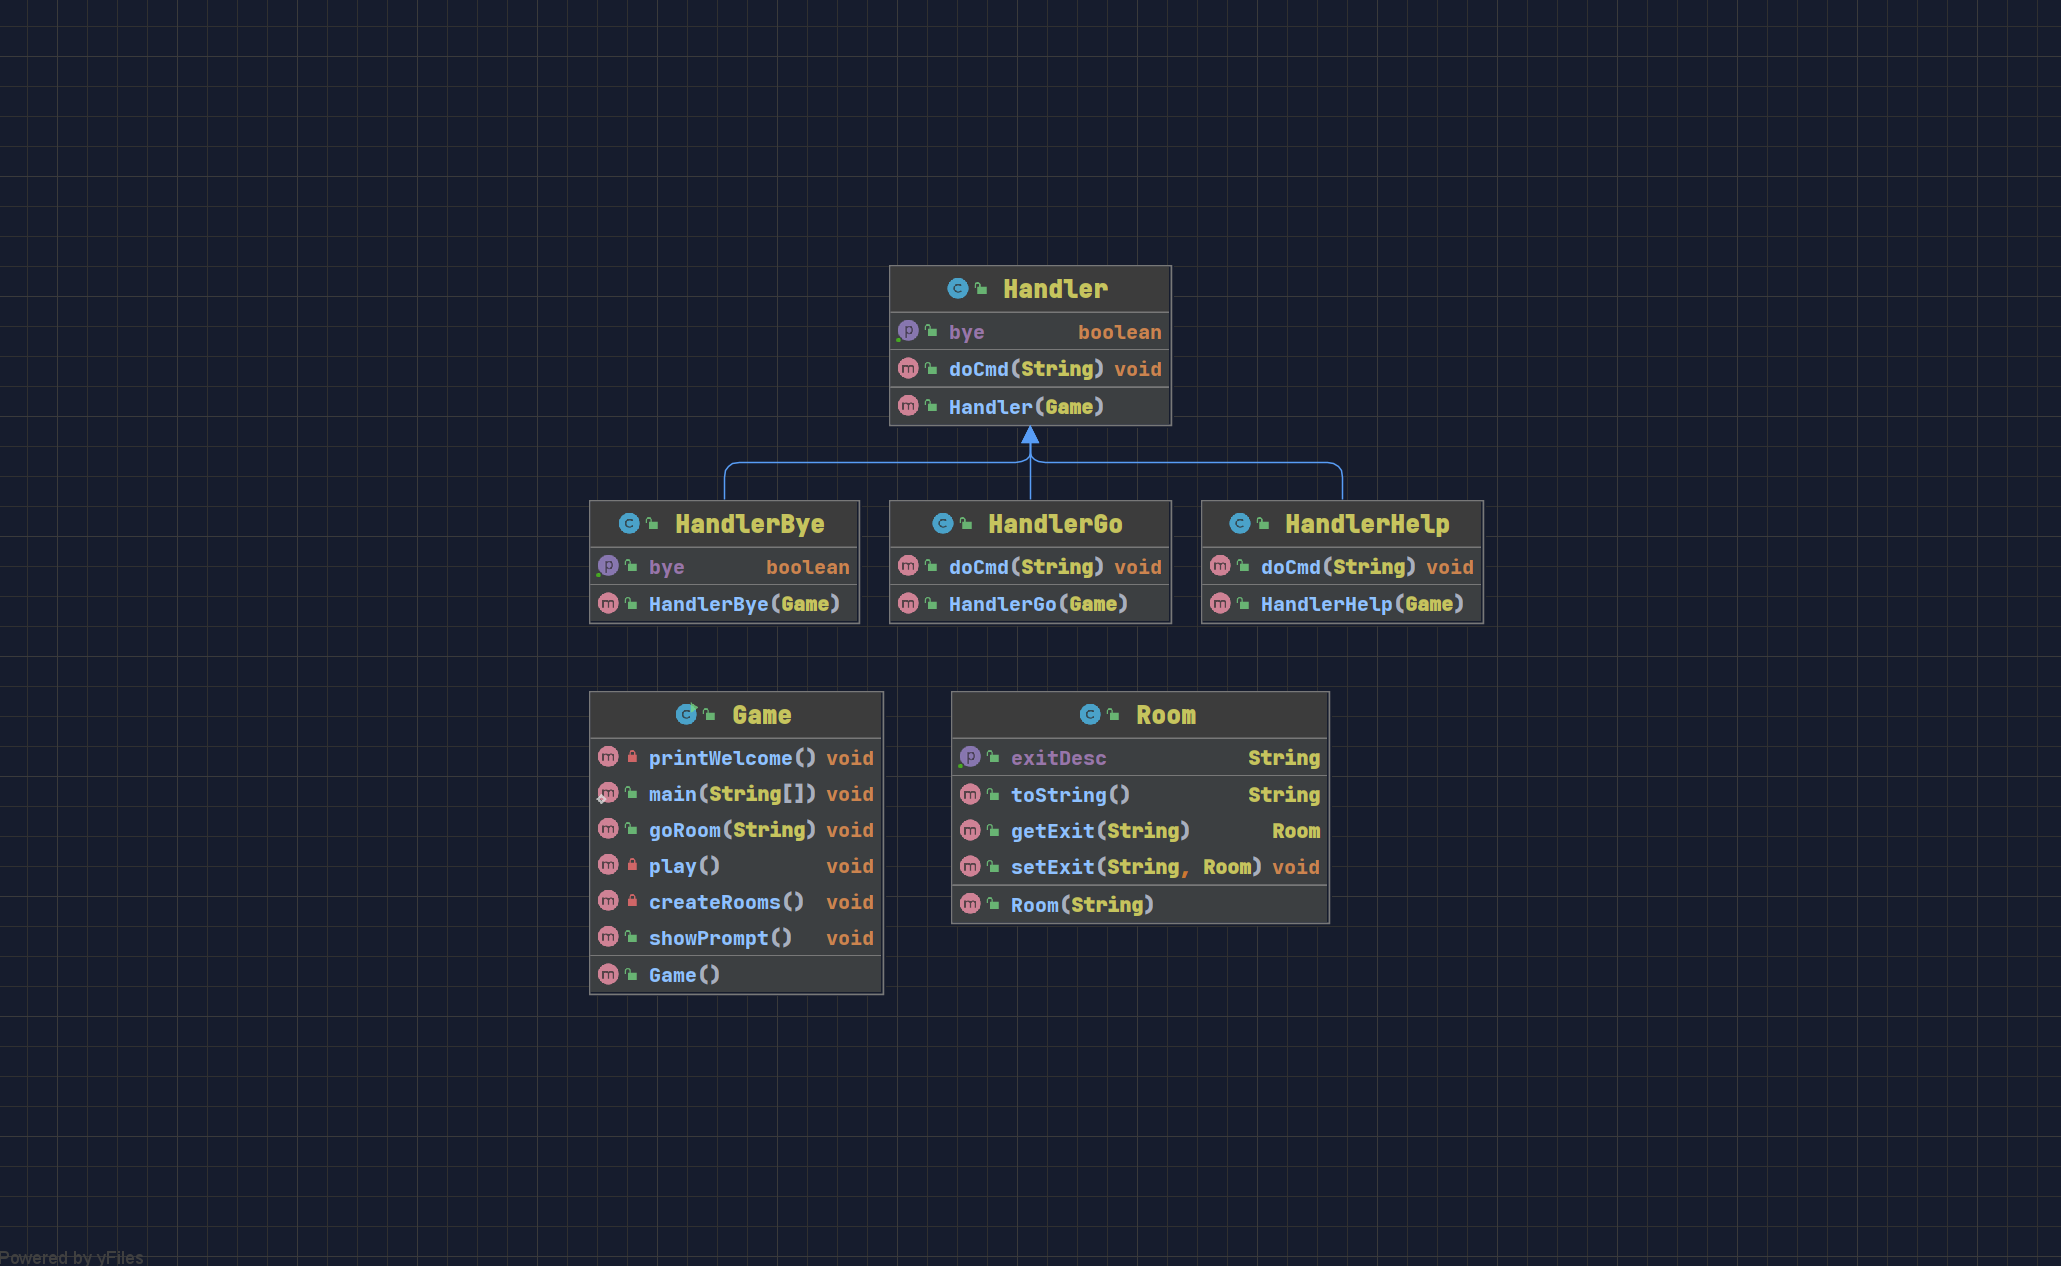 Handler
bye boolean
doCmd(String) void
Handler(Game)
HandlerBye
bye boolean
HandlerBye(Game)
HandlerGo
doCmd(String) void
HandlerGo(Game)
HandlerHelp
doCmd(String) void
HandlerHelp(Game)
Game
printWelcome() void
main(String[]) void
goRoom(String) void
play() void
createRooms() void
showPrompt() void
Game()
Room
exitDesc String
toString() String
getExit(String) Room
setExit(String, Room) void
Room(String)
Powered by yFiles